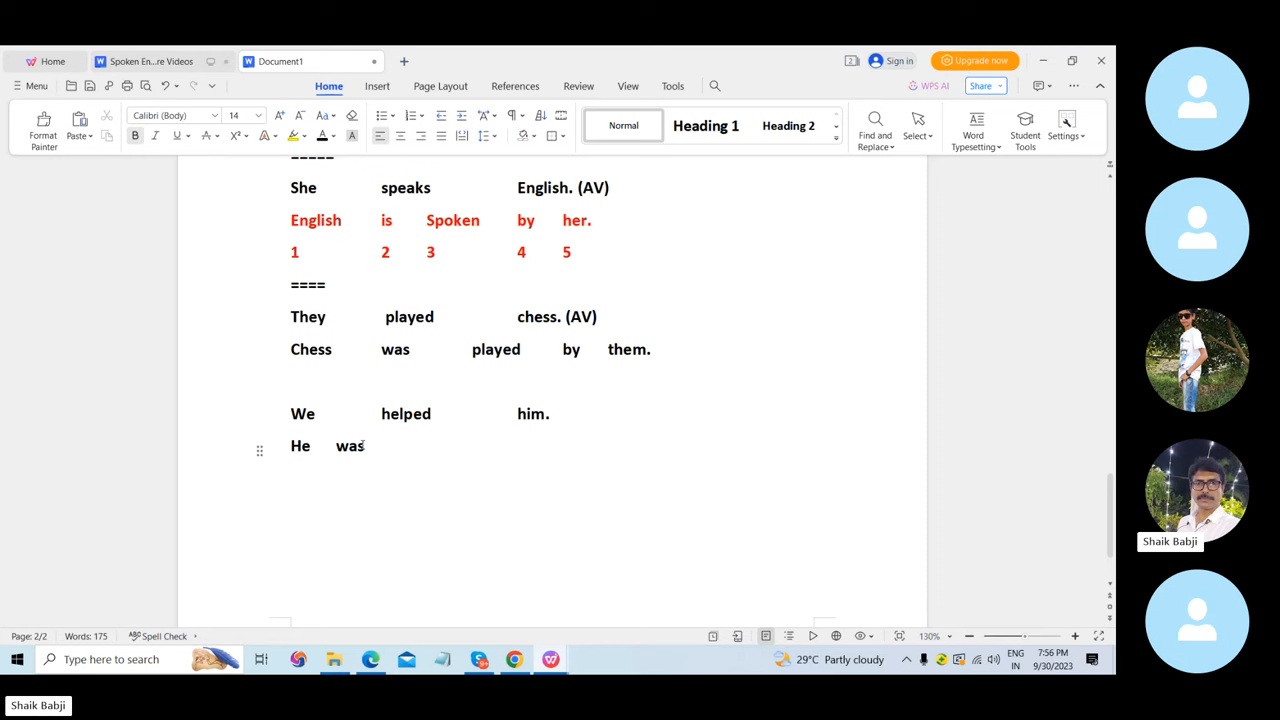 Home Spoken En...re Videos Document1 Sign in Upgrade now
Menu Home Insert Page Layout References Review View Tools WPS AI Share
Format Painter Paste Calibri (Body) 14 Normal Heading 1 Heading 2 Find and Replace Select Word Typesetting Student Tools Settings
=====
She speaks English. (AV)
English is Spoken by her.
1 2 3 4 5
====
They played chess. (AV)
Chess was played by them.
We helped him.
He was
Shaik Babji
Page: 2/2 Words: 175 Spell Check 130%
Type here to search 29°C Partly cloudy ENG IN 7:56 PM 9/30/2023
Shaik Babji